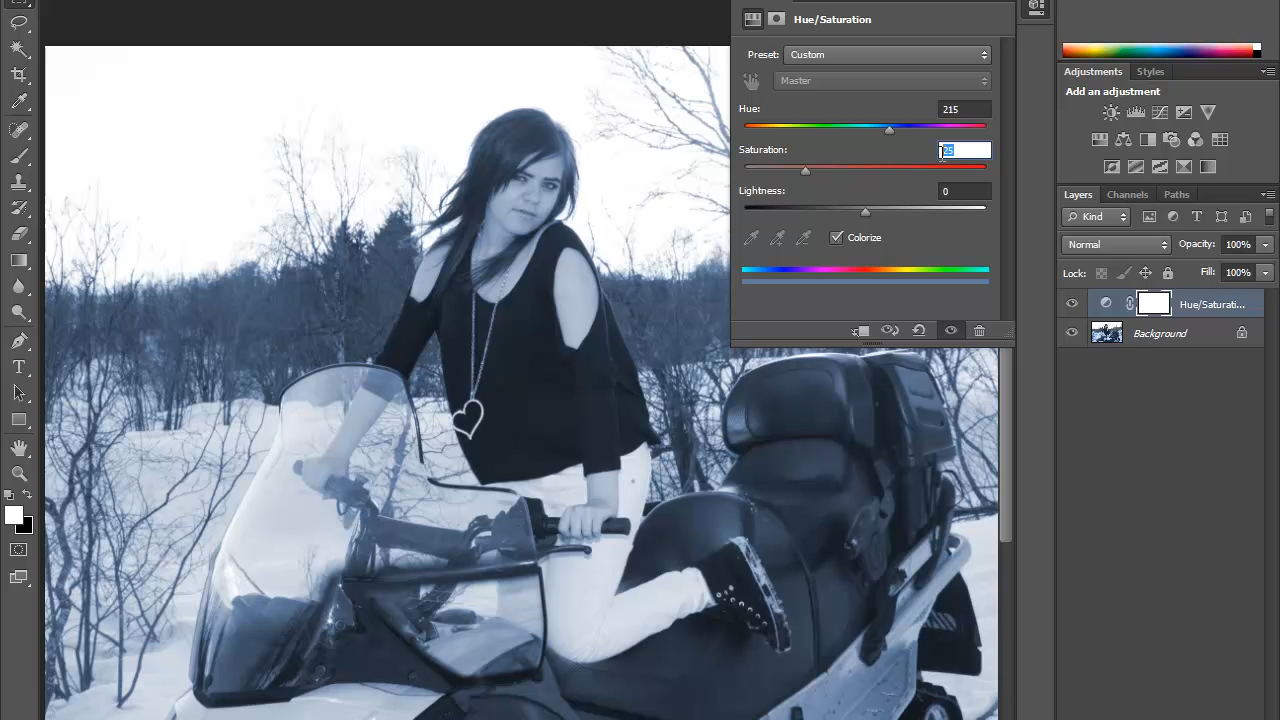 Hue/Saturation
Preset: Custom
Master
Hue: 215
Saturation: 25
Lightness: 0
Colorize
Adjustments Styles
Add an adjustment
Layers Channels Paths
Kind
Normal Opacity: 100%
Lock: Fill: 100%
Hue/Saturati...
Background